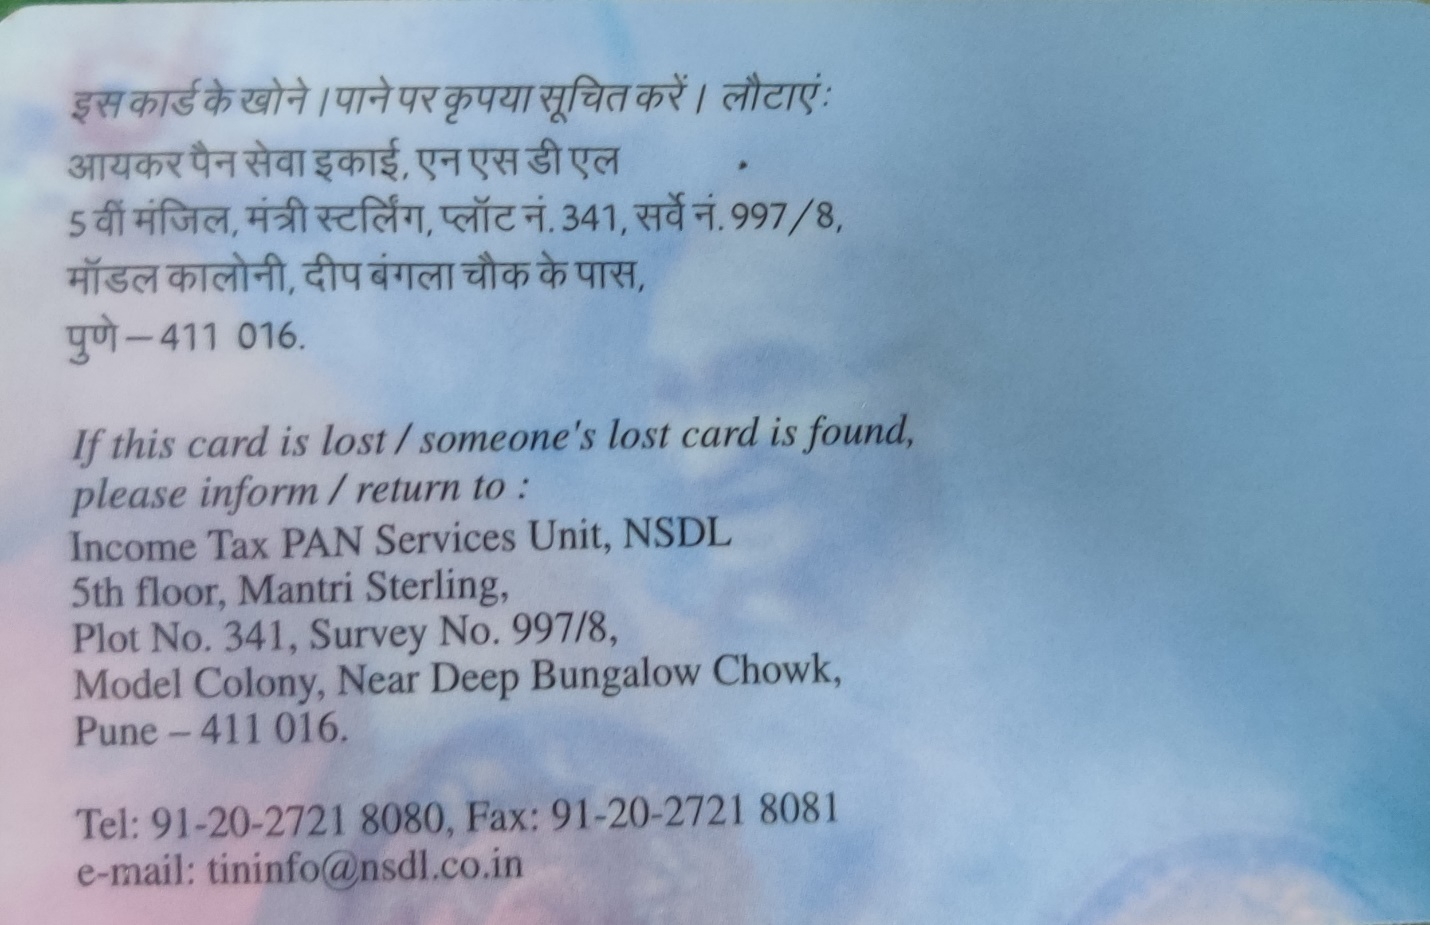 इस कार्ड के खोने / पाने पर कृपया सूचित करें / लौटाएं:
आयकर पैन सेवा इकाई, एन एस डी एल
5 वीं मंजिल, मंत्री स्टर्लिंग, प्लॉट नं. 341, सर्वे नं. 997/8,
मॉडल कालोनी, दीप बंगला चौक के पास,
पुणे – 411 016.
If this card is lost / someone's lost card is found,
please inform / return to :
Income Tax PAN Services Unit, NSDL
5th floor, Mantri Sterling,
Plot No. 341, Survey No. 997/8,
Model Colony, Near Deep Bungalow Chowk,
Pune – 411 016.
Tel: 91-20-2721 8080, Fax: 91-20-2721 8081
e-mail: tininfo@nsdl.co.in